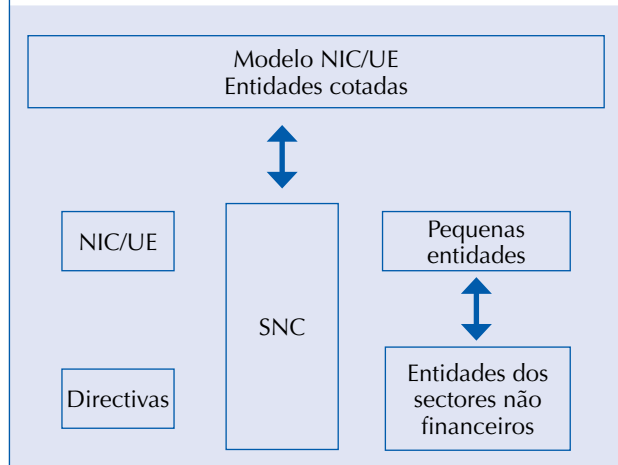 Modelo NIC/UE
Entidades cotadas
NIC/UE
SNC
Pequenas
entidades
Directivas
Entidades dos
sectores não
financeiros